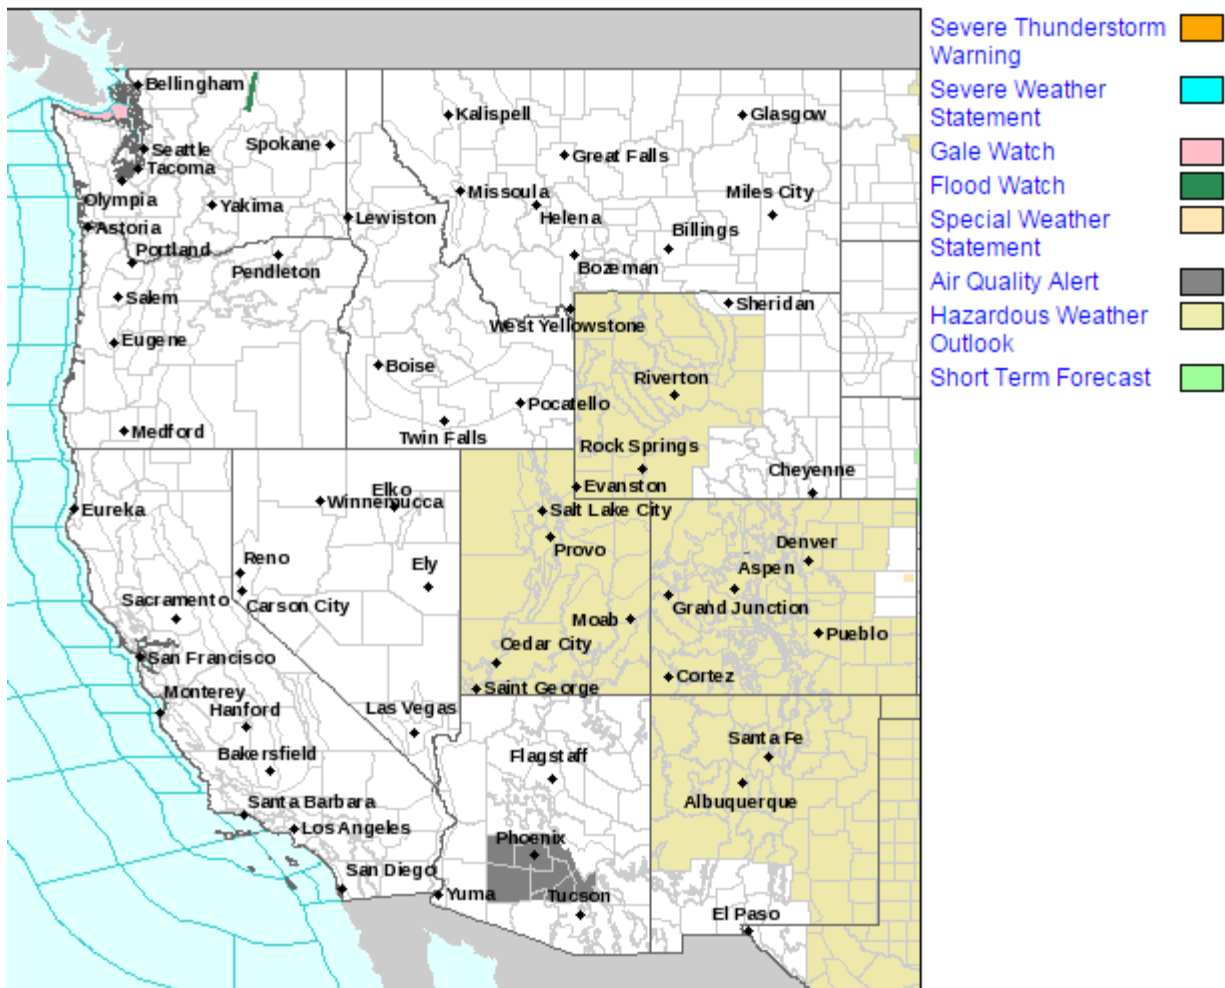 Bellingham
Kalispell
Glasgow
Seattle
Spokane
Great Falls
Tacoma
Missoula
Miles City
Olympia
Yakima
Lewiston
Helena
Astoria
Billings
Portland
Pendleton
Bozeman
Salem
Sheridan
West Yellowstone
Eugene
Boise
Riverton
Pocatello
Medford
Twin Falls
Rock Springs
Cheyenne
Elko
Evanston
Winnemucca
Eureka
Salt Lake City
Denver
Provo
Reno
Ely
Aspen
Sacramento
Carson City
Grand Junction
Moab
Pueblo
Cedar City
San Francisco
Cortez
Saint George
Monterey
Hanford
Las Vegas
Santa Fe
Bakersfield
Flagstaff
Albuquerque
Santa Barbara
Los Angeles
Phoenix
San Diego
Yuma
Tucson
El Paso
Severe Thunderstorm
Warning
Severe Weather
Statement
Gale Watch
Flood Watch
Special Weather
Statement
Air Quality Alert
Hazardous Weather
Outlook
Short Term Forecast